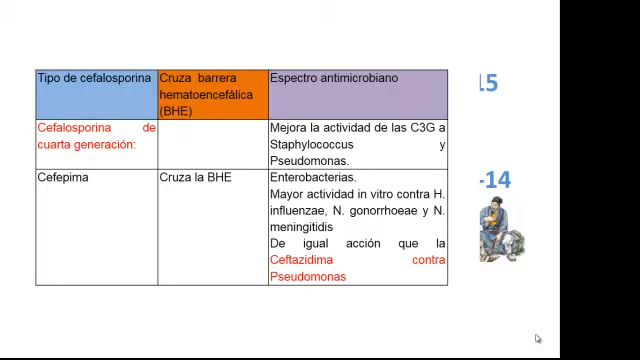 Tipo de cefalosporina
Cruza barrera
hematoencefálica
(BHE)
Espectro antimicrobiano
Cefalosporina de
cuarta generación:
Mejora la actividad de las C3G a
Staphylococcus y
Pseudomonas.
Cefepima
Cruza la BHE
Enterobacterias.
Mayor actividad in vitro contra H.
influenzae, N. gonorrhoeae y N.
meningitidis
De igual acción que la
Ceftazidima contra
Pseudomonas
15
-14